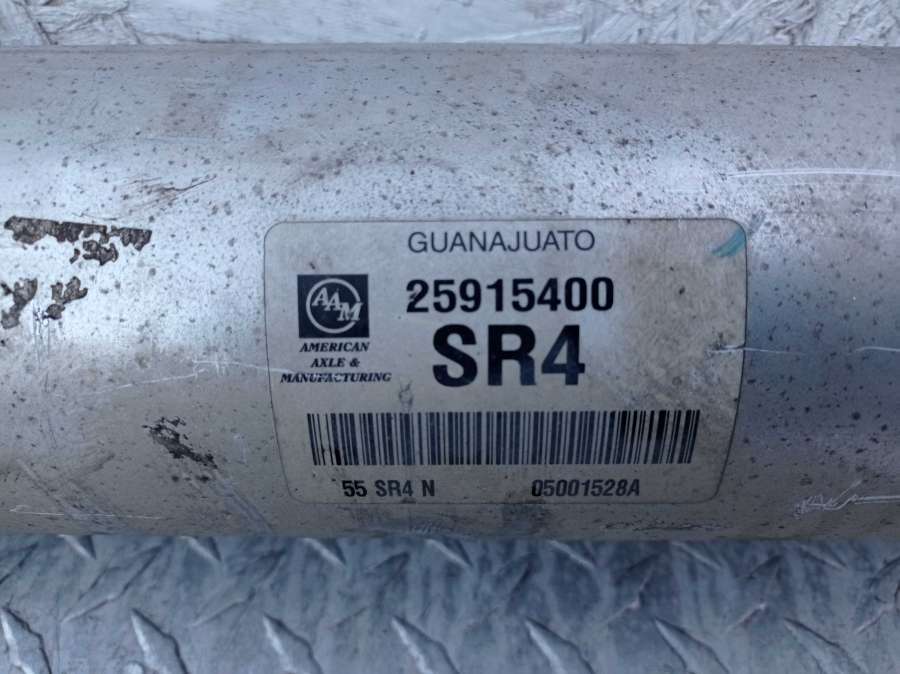 GUANAJUATO
25915400
AAM
SR4
AMERICAN
AXLE &
MANUFACTURING
55 SR4 N 05001528A